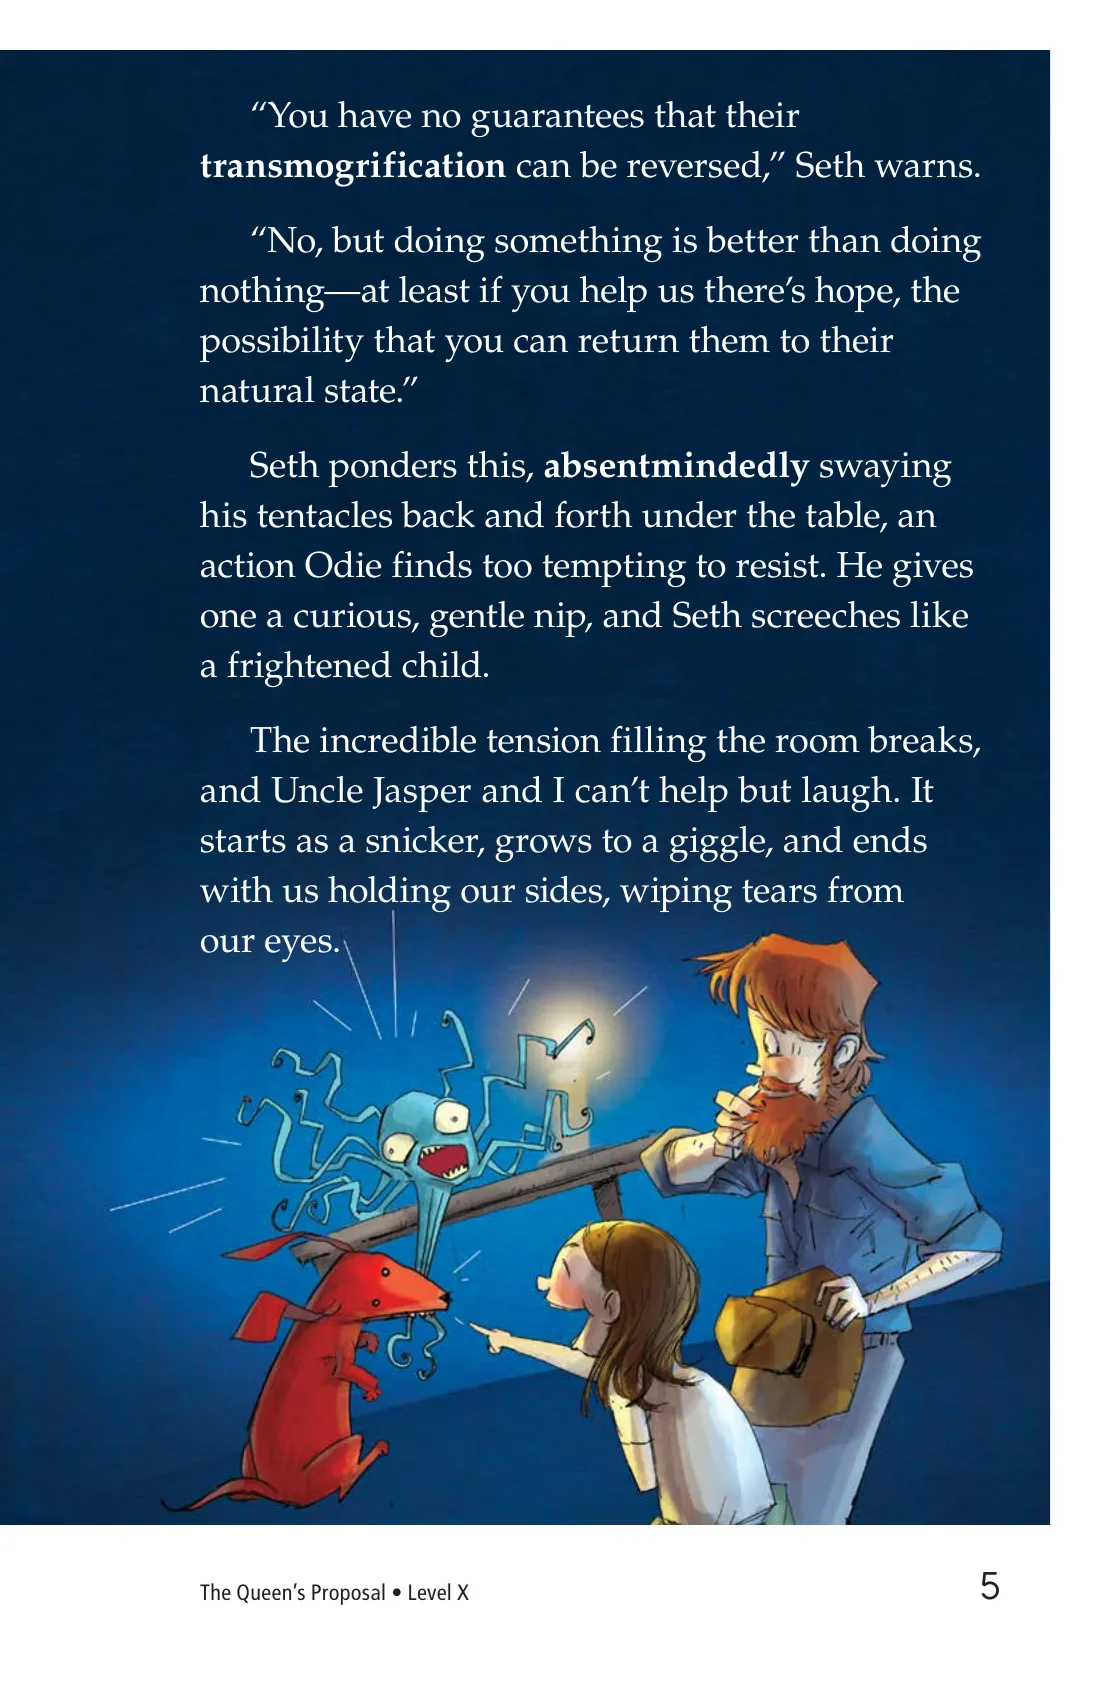 “You have no guarantees that their
transmogrification can be reversed,” Seth warns.
“No, but doing something is better than doing
nothing—at least if you help us there’s hope, the
possibility that you can return them to their
natural state.”
Seth ponders this, absentmindedly swaying
his tentacles back and forth under the table, an
action Odie finds too tempting to resist. He gives
one a curious, gentle nip, and Seth screeches like
a frightened child.
The incredible tension filling the room breaks,
and Uncle Jasper and I can’t help but laugh. It
starts as a snicker, grows to a giggle, and ends
with us holding our sides, wiping tears from
our eyes.
The Queen’s Proposal • Level X
5